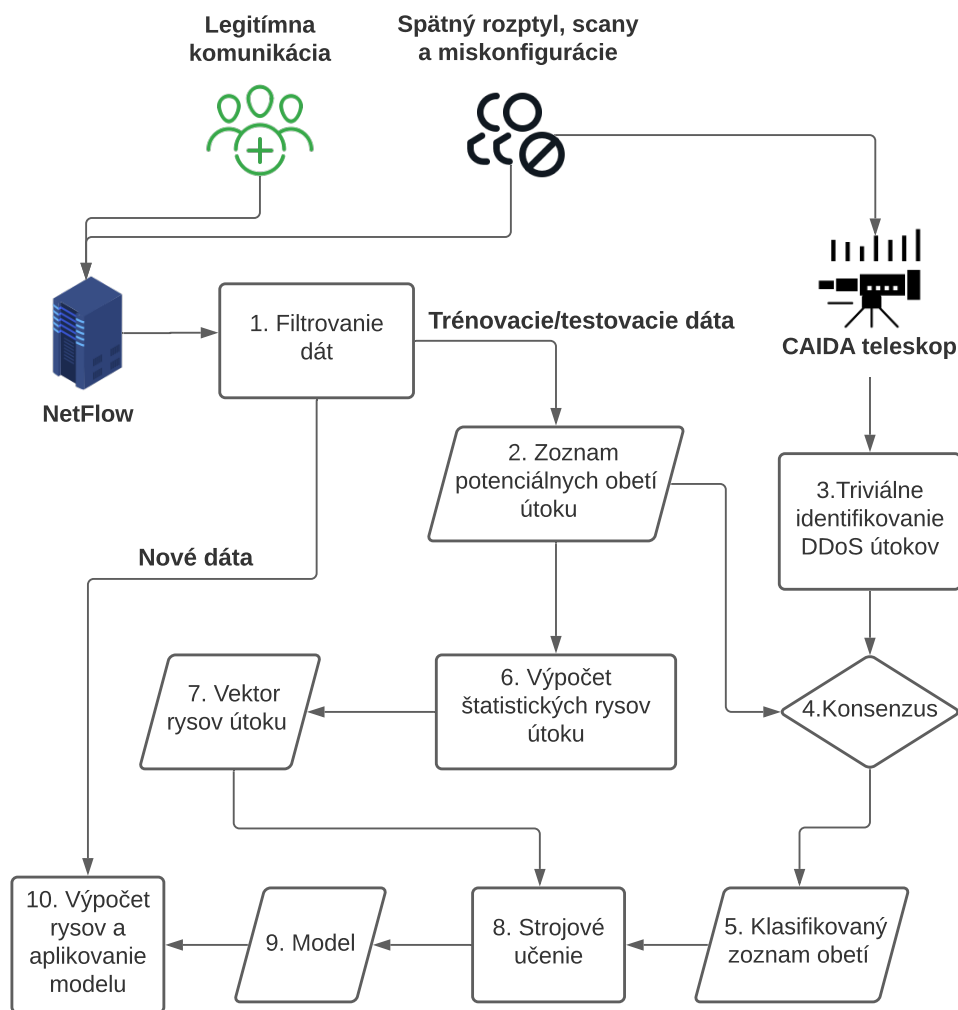 Legitímna
komunikácia
Spätný rozptyl, scany
a miskonfigurácie
NetFlow
1. Filtrovanie
dát
Trénovacie/testovacie dáta
CAIDA teleskop
2. Zoznam
potenciálnych obetí
útoku
3.Triviálne
identifikovanie
DDoS útokov
Nové dáta
4.Konsenzus
6. Výpočet
štatistických rysov
útoku
7. Vektor
rysov útoku
10. Výpočet
rysov a
aplikovanie
modelu
9. Model
8. Strojové
učenie
5. Klasifikovaný
zoznam obetí